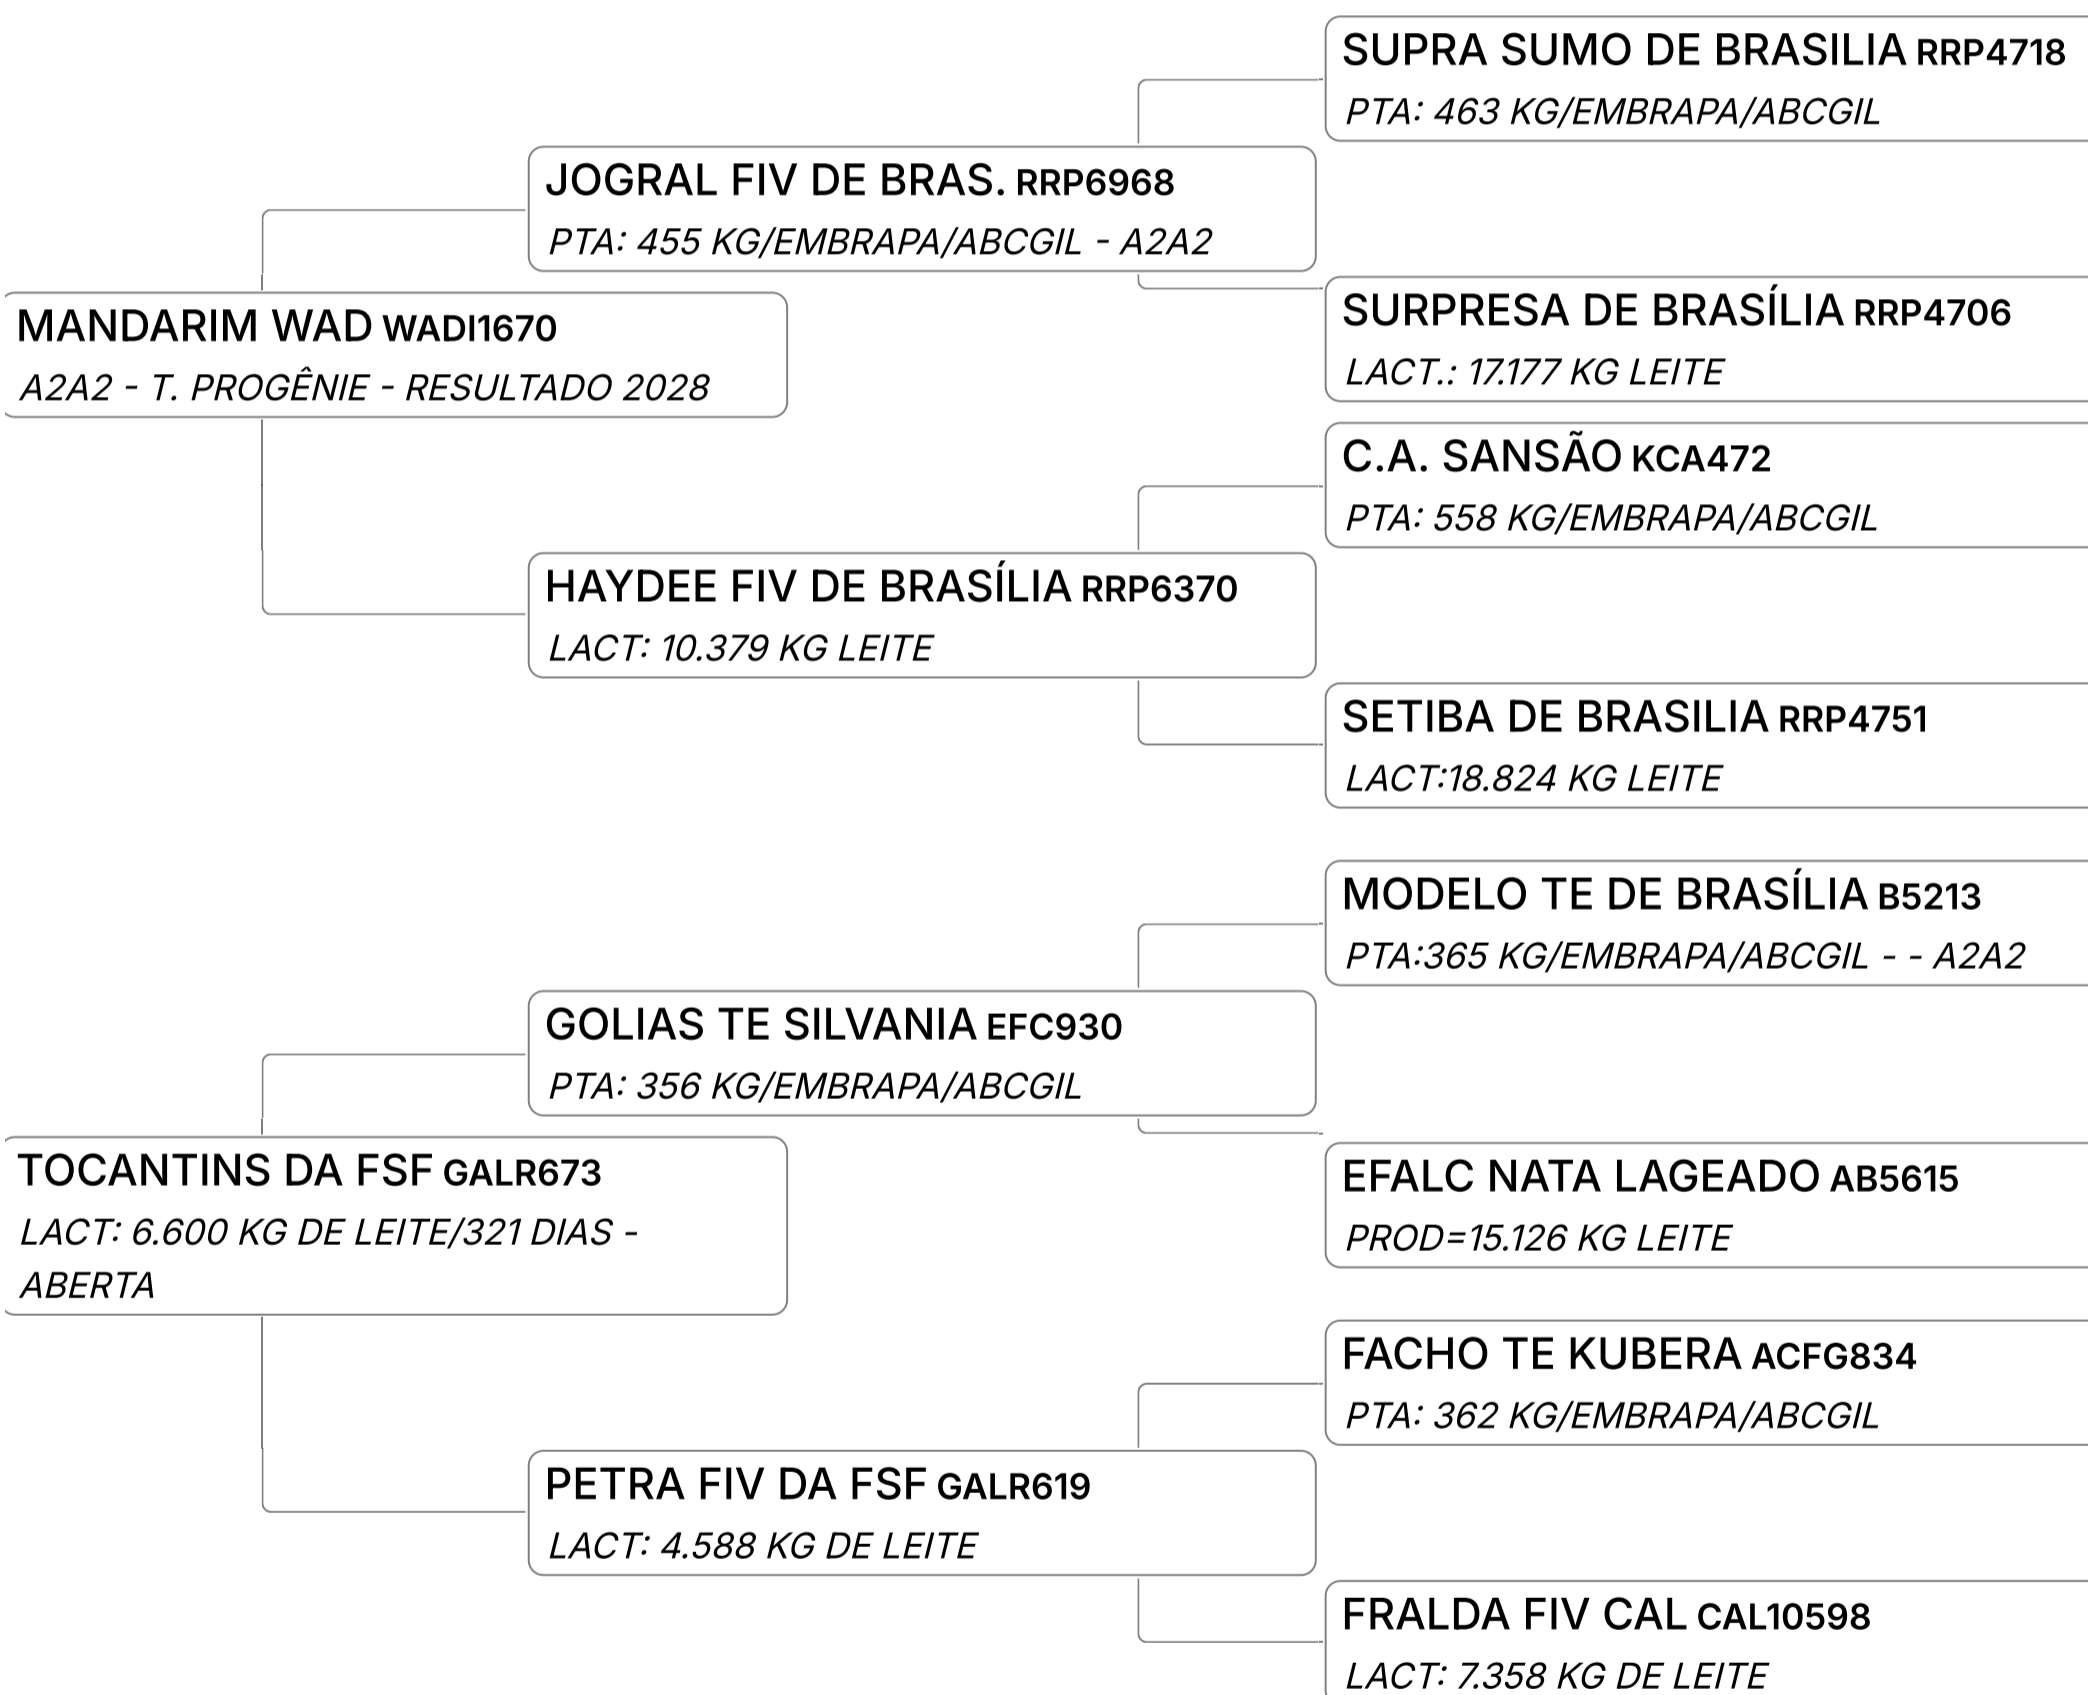 SUPRA SUMO DE BRASILIA RRP4718
PTA: 463 KG/EMBRAPA/ABCGIL
JOGRAL FIV DE BRAS. RRP6968
PTA: 455 KG/EMBRAPA/ABCGIL - A2A2
SURPRESA DE BRASÍLIA RRP4706
LACT.: 17.177 KG LEITE
MANDARIM WAD WADI1670
A2A2 - T. PROGÊNIE - RESULTADO 2028
C.A. SANSÃO KCA472
PTA: 558 KG/EMBRAPA/ABCGIL
HAYDEE FIV DE BRASÍLIA RRP6370
LACT: 10.379 KG LEITE
SETIBA DE BRASILIA RRP4751
LACT:18.824 KG LEITE
MODELO TE DE BRASÍLIA B5213
PTA:365 KG/EMBRAPA/ABCGIL - - A2A2
GOLIAS TE SILVANIA EFC930
PTA: 356 KG/EMBRAPA/ABCGIL
EFALC NATA LAGEADO AB5615
PROD=15.126 KG LEITE
TOCANTINS DA FSF GALR673
LACT: 6.600 KG DE LEITE/321 DIAS -
ABERTA
FACHO TE KUBERA ACFG834
PTA: 362 KG/EMBRAPA/ABCGIL
PETRA FIV DA FSF GALR619
LACT: 4.588 KG DE LEITE
FRALDA FIV CAL CAL10598
LACT: 7.358 KG DE LEITE